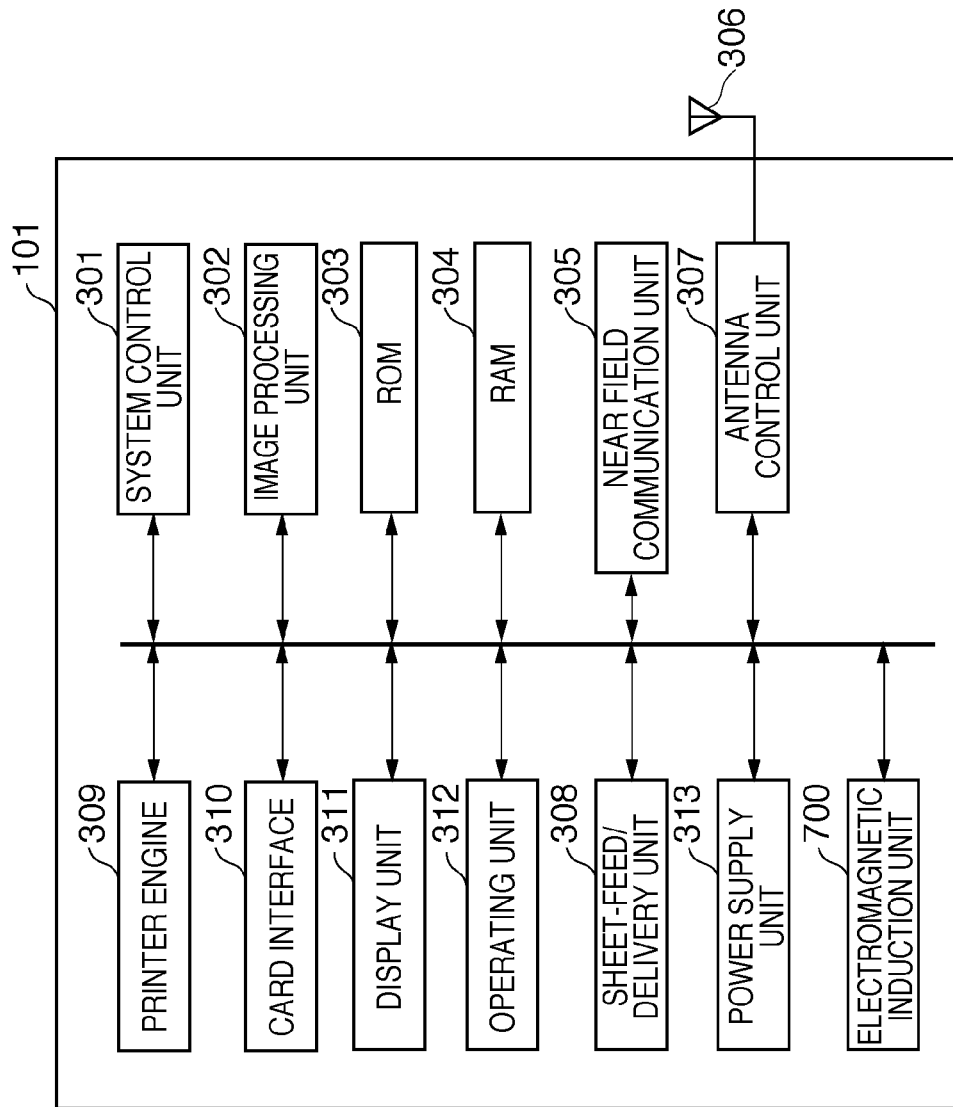 101
301
SYSTEM CONTROL
UNIT
302
IMAGE PROCESSING
UNIT
303
ROM
304
RAM
305
NEAR FIELD
COMMUNICATION UNIT
306
307
ANTENNA
CONTROL UNIT
309
PRINTER ENGINE
310
CARD INTERFACE
311
DISPLAY UNIT
312
OPERATING UNIT
308
SHEET-FEED/
DELIVERY UNIT
313
POWER SUPPLY
UNIT
700
ELECTROMAGNETIC
INDUCTION UNIT